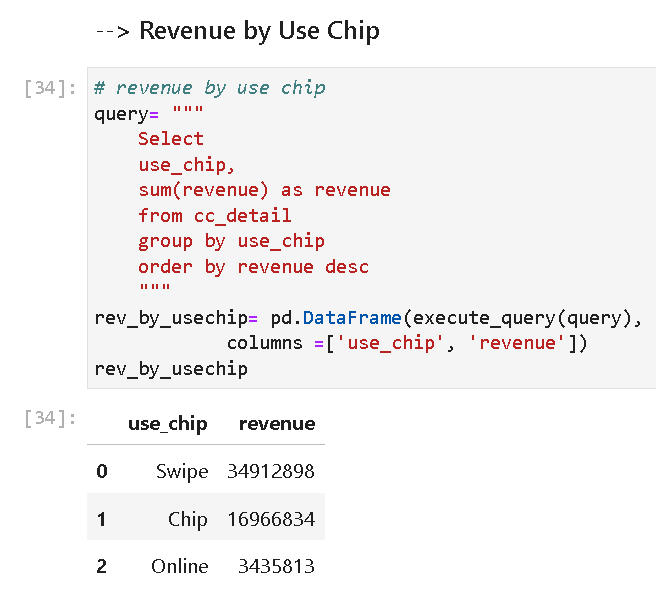 --> Revenue by Use Chip
[34]: # revenue by use chip
query= """
Select
use_chip,
sum(revenue) as revenue
from cc_detail
group by use_chip
order by revenue desc
"""
rev_by_usechip= pd.DataFrame(execute_query(query),
columns =['use_chip', 'revenue'])
rev_by_usechip
[34]: use_chip revenue
0 Swipe 34912898
1 Chip 16966834
2 Online 3435813